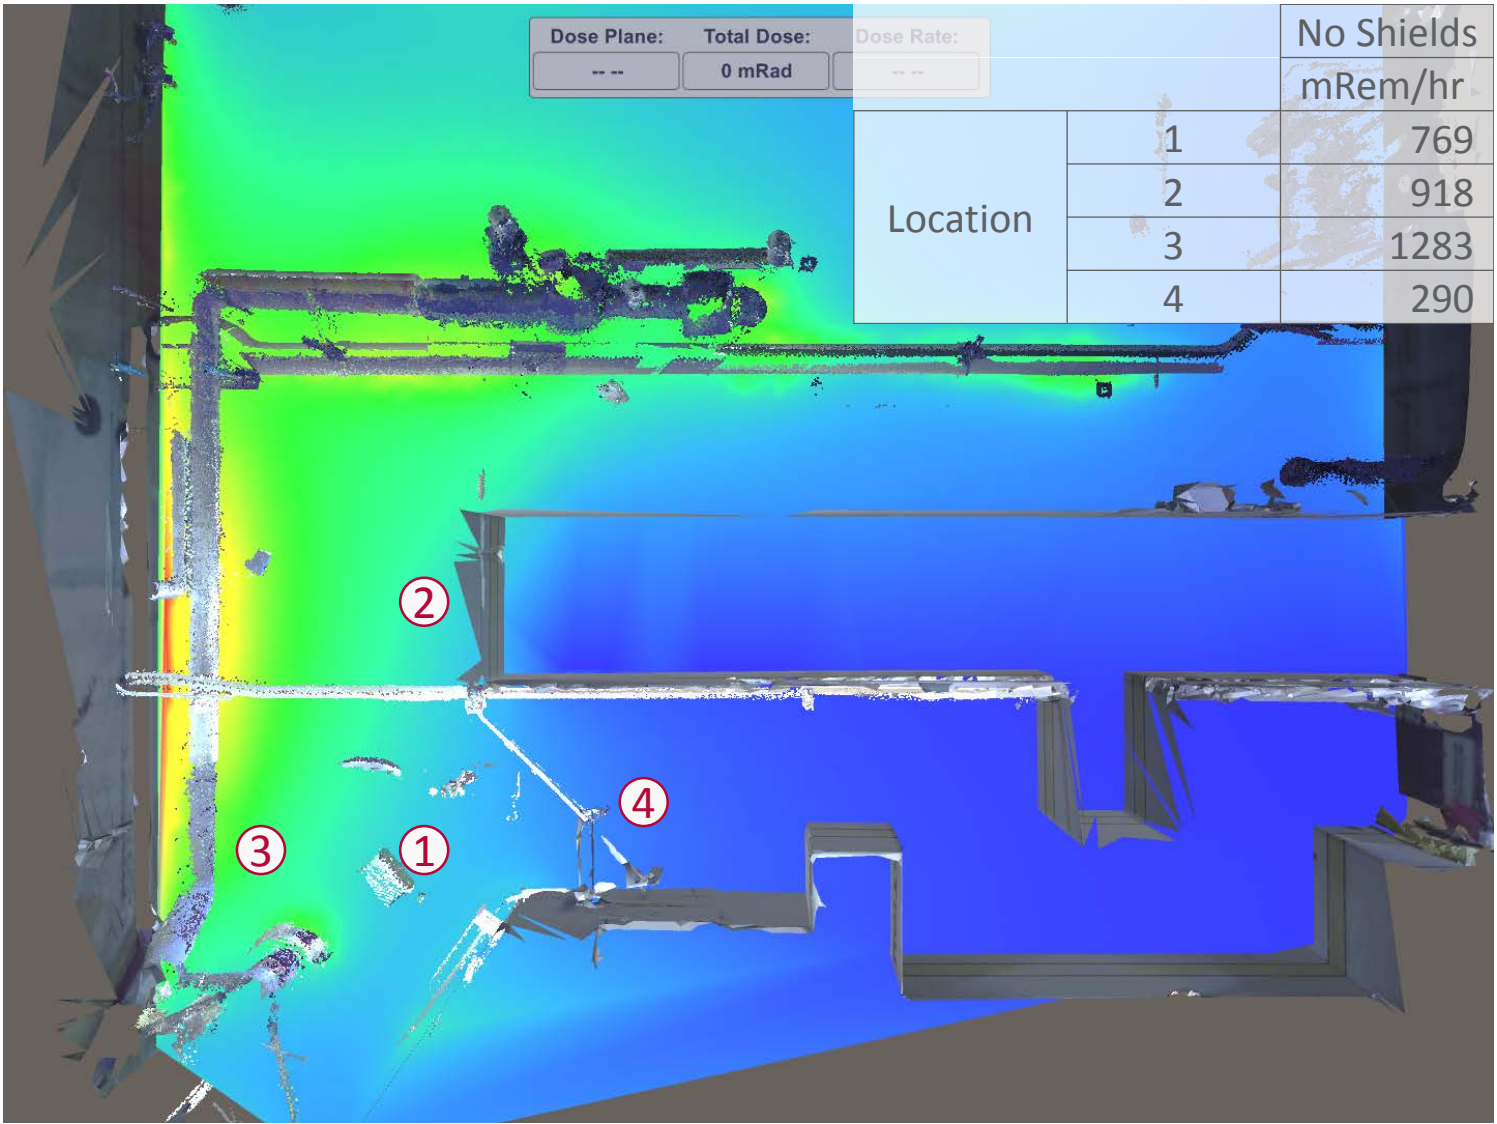 Dose Plane: Total Dose: Dose Rate:
-- -- 0 mRad -- --
No Shields
mRem/hr
Location
1 769
2 918
3 1283
4 290
2
4
3 1